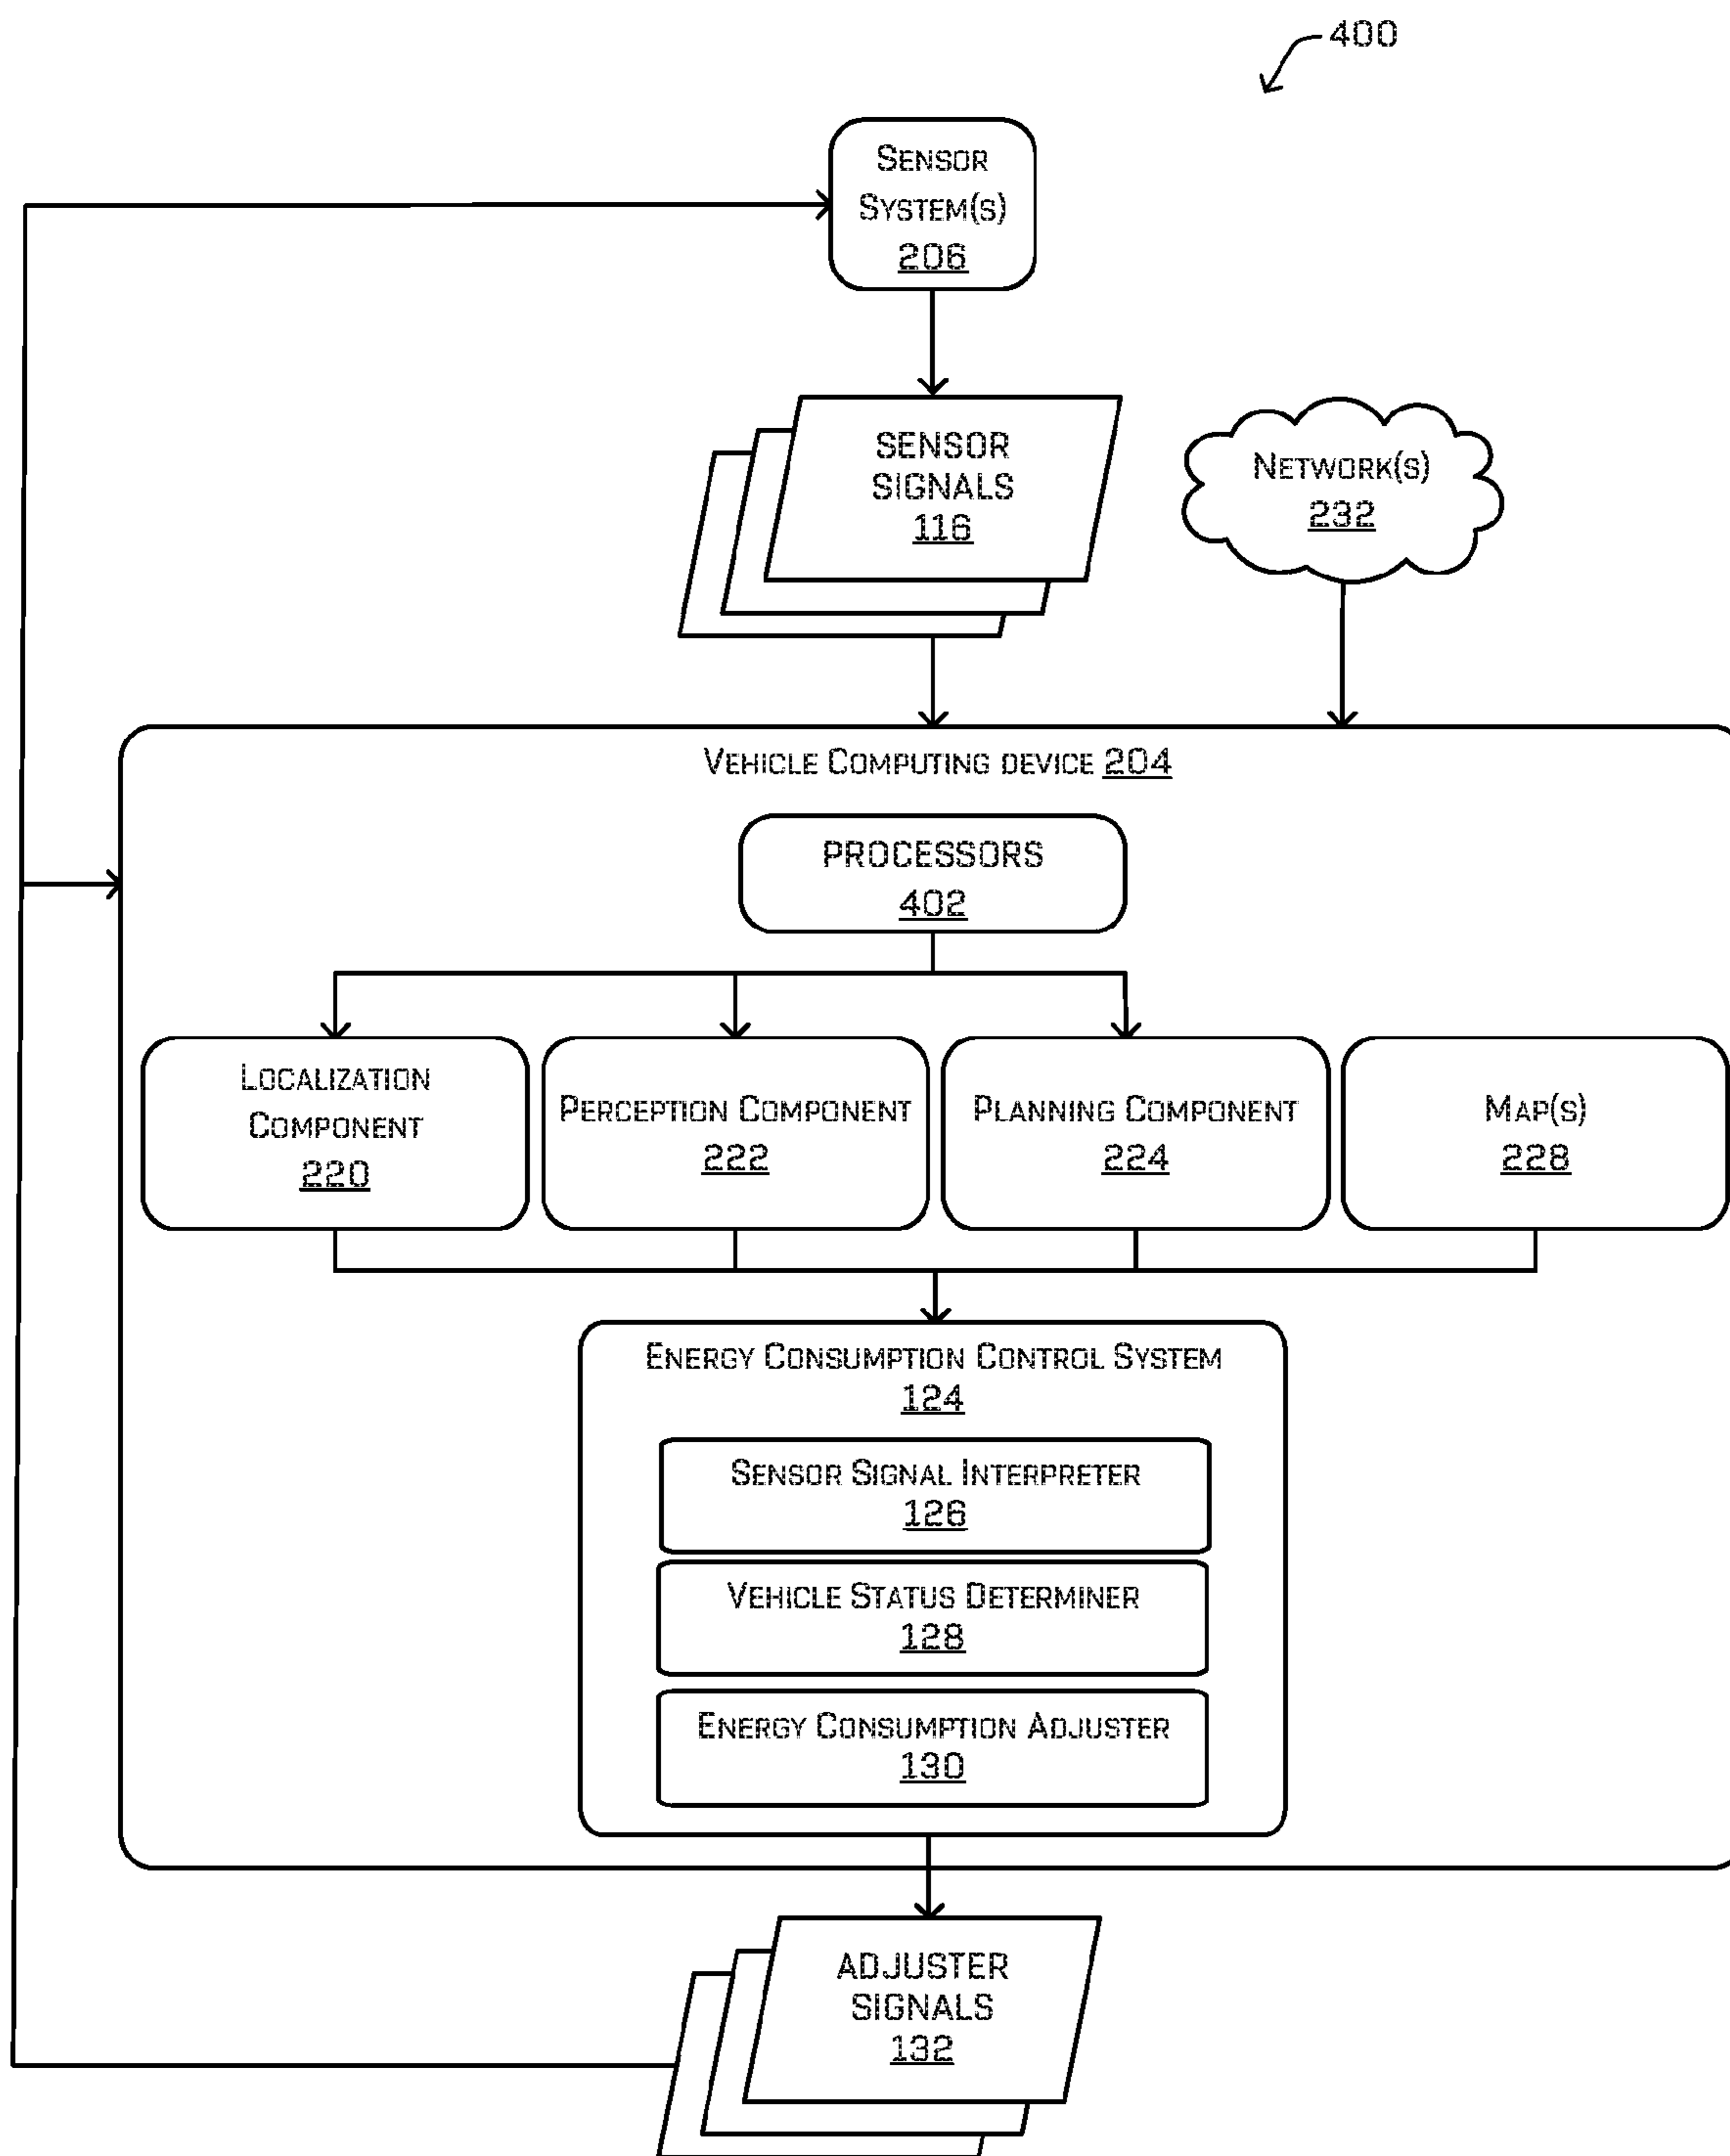 400
SENSOR
SYSTEM(S)
206
SENSOR
SIGNALS
116
NETWORK(S)
232
VEHICLE COMPUTING DEVICE 204
PROCESSORS
402
LOCALIZATION
COMPONENT
220
PERCEPTION COMPONENT
222
PLANNING COMPONENT
224
MAP(S)
228
ENERGY CONSUMPTION CONTROL SYSTEM
124
SENSOR SIGNAL INTERPRETER
126
VEHICLE STATUS DETERMINER
128
ENERGY CONSUMPTION ADJUSTER
130
ADJUSTER
SIGNALS
132